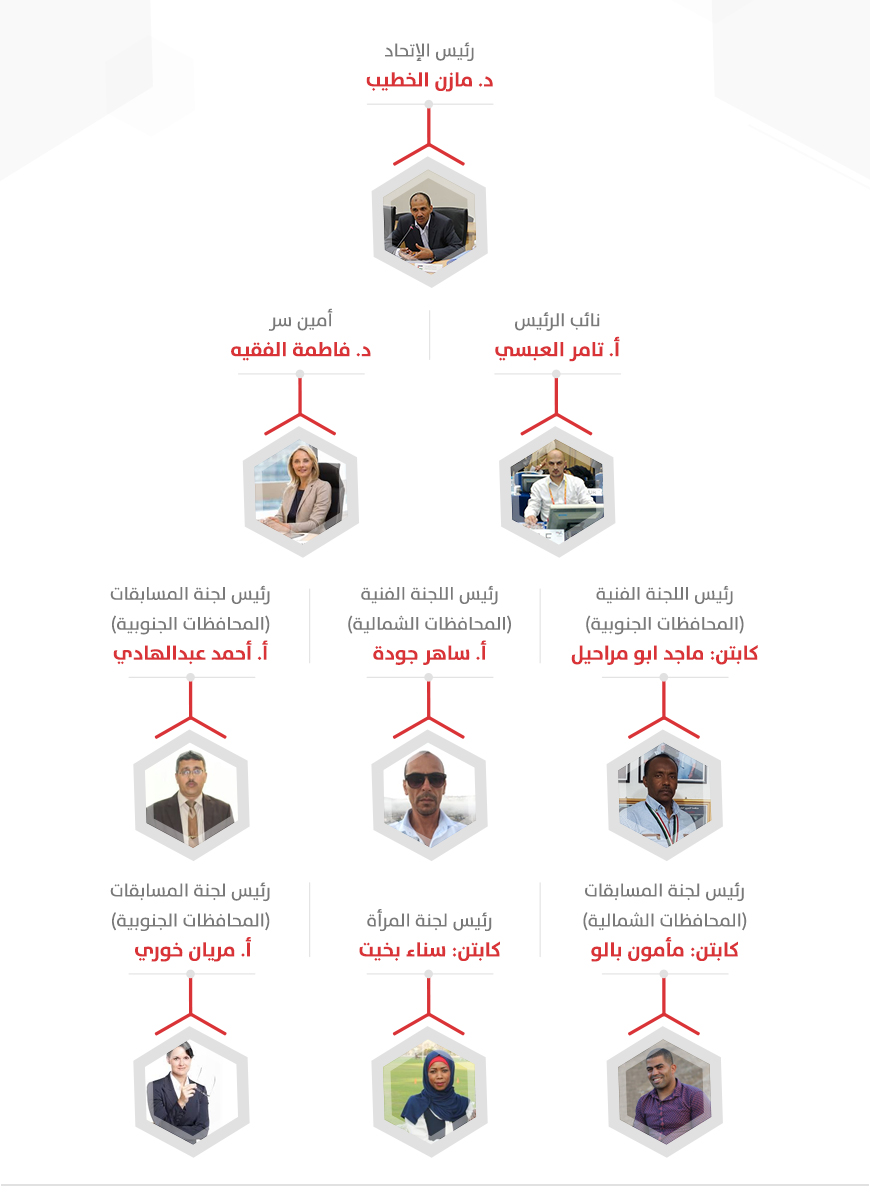 رئيس الإتحاد
د. مازن الخطيب
نائب الرئيس
أ. تامر العبسي
أمين سر
د. فاطمة الفقيه
رئيس اللجنة الفنية
(المحافظات الجنوبية)
كابتن: ماجد ابو مراحيل
رئيس اللجنة الفنية
(المحافظات الشمالية)
أ. ساهر جودة
رئيس لجنة المسابقات
(المحافظات الجنوبية)
أ. أحمد عبدالهادي
رئيس لجنة المسابقات
(المحافظات الشمالية)
كابتن: مأمون بالو
رئيس لجنة المرأة
كابتن: سناء بخيت
رئيس لجنة المسابقات
(المحافظات الجنوبية)
أ. مريان خوري